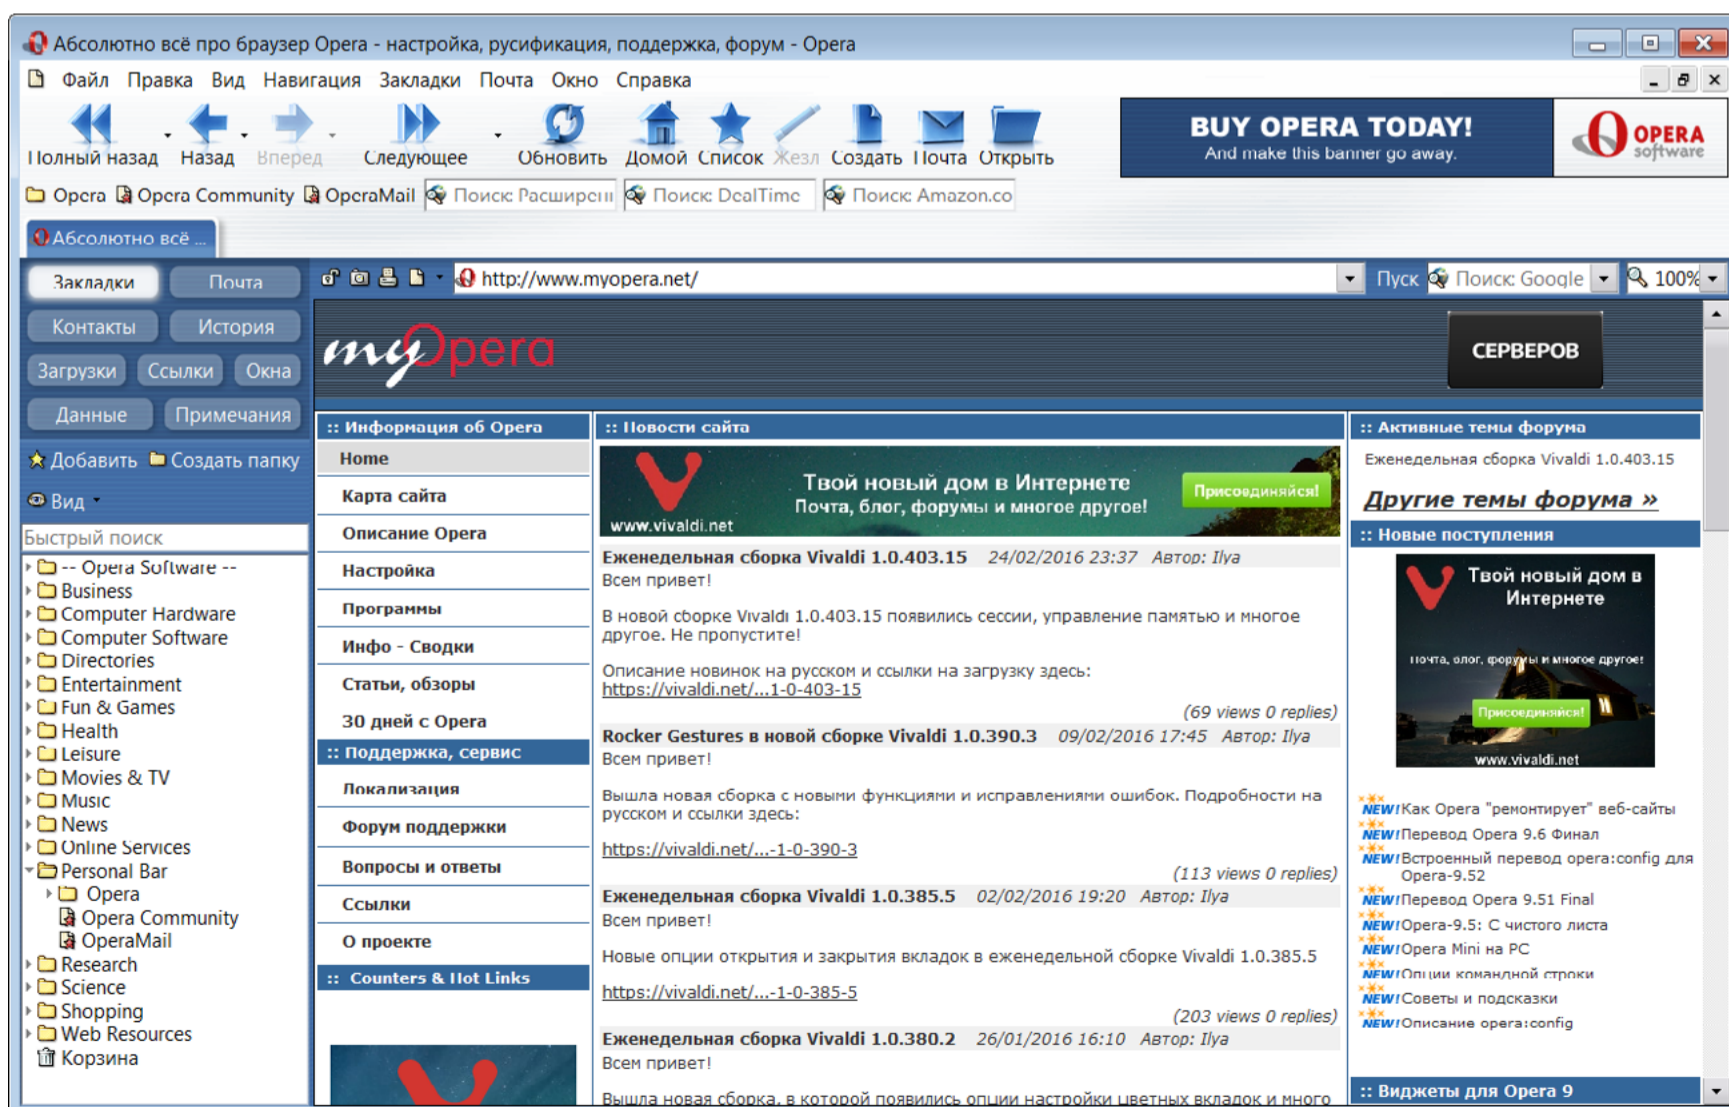 Абсолютно всё про браузер Opera - настройка, русификация, поддержка, форум - Opera
Файл Правка Вид Навигация Закладки Почта Окно Справка
Полный назад Назад Вперед Следующее Обновить Домой Список Жезл Создать Почта Открыть
BUY OPERA TODAY!
And make this banner go away.
OPERA
software
Opera Opera Community OperaMail Поиск: Расширени Поиск: DealTime Поиск: Amazon.co
Абсолютно всё ...
Закладки Почта
Контакты История
Загрузки Ссылки Окна
Данные Примечания
Добавить Создать папку
Вид
Быстрый поиск
-- Opera Software --
Business
Computer Hardware
Computer Software
Directories
Entertainment
Fun & Games
Health
Leisure
Movies & TV
Music
News
Online Services
Personal Bar
Opera
Opera Community
OperaMail
Research
Science
Shopping
Web Resources
Корзина
http://www.myopera.net/ Пуск Поиск: Google 100%
myOpera
СЕРВЕРОВ
:: Информация об Opera
Home
Карта сайта
Описание Opera
Настройка
Программы
Инфо - Сводки
Статьи, обзоры
30 дней с Opera
:: Поддержка, сервис
Локализация
Форум поддержки
Вопросы и ответы
Ссылки
О проекте
:: Counters & Hot Links
:: Новости сайта
Твой новый дом в Интернете
Почта, блог, форумы и многое другое!
Присоединяйся!
www.vivaldi.net
Еженедельная сборка Vivaldi 1.0.403.15 24/02/2016 23:37 Автор: Ilya
Всем привет!
В новой сборке Vivaldi 1.0.403.15 появились сессии, управление памятью и многое
другое. Не пропустите!
Описание новинок на русском и ссылки на загрузку здесь:
https://vivaldi.net/...1-0-403-15
(69 views 0 replies)
Rocker Gestures в новой сборке Vivaldi 1.0.390.3 09/02/2016 17:45 Автор: Ilya
Всем привет!
Вышла новая сборка с новыми функциями и исправлениями ошибок. Подробности на
русском и ссылки здесь:
https://vivaldi.net/...-1-0-390-3
(113 views 0 replies)
Еженедельная сборка Vivaldi 1.0.385.5 02/02/2016 19:20 Автор: Ilya
Всем привет!
Новые опции открытия и закрытия вкладок в еженедельной сборке Vivaldi 1.0.385.5
https://vivaldi.net/...-1-0-385-5
(203 views 0 replies)
Еженедельная сборка Vivaldi 1.0.380.2 26/01/2016 16:10 Автор: Ilya
Всем привет!
Вышла новая сборка, в которой появились опции настройки цветных вкладок и много
:: Активные темы форума
Еженедельная сборка Vivaldi 1.0.403.15
Другие темы форума »
:: Новые поступления
Твой новый дом в
Интернете
Почта, блог, форумы и многое другое!
Присоединяйся!
www.vivaldi.net
NEW! Как Opera "ремонтирует" веб-сайты
NEW! Перевод Opera 9.6 Финал
NEW! Встроенный перевод opera:config для
Opera-9.52
NEW! Перевод Opera 9.51 Final
NEW! Opera-9.5: С чистого листа
NEW! Opera Mini на PC
NEW! Опции командной строки
NEW! Советы и подсказки
NEW! Описание opera:config
:: Виджеты для Opera 9